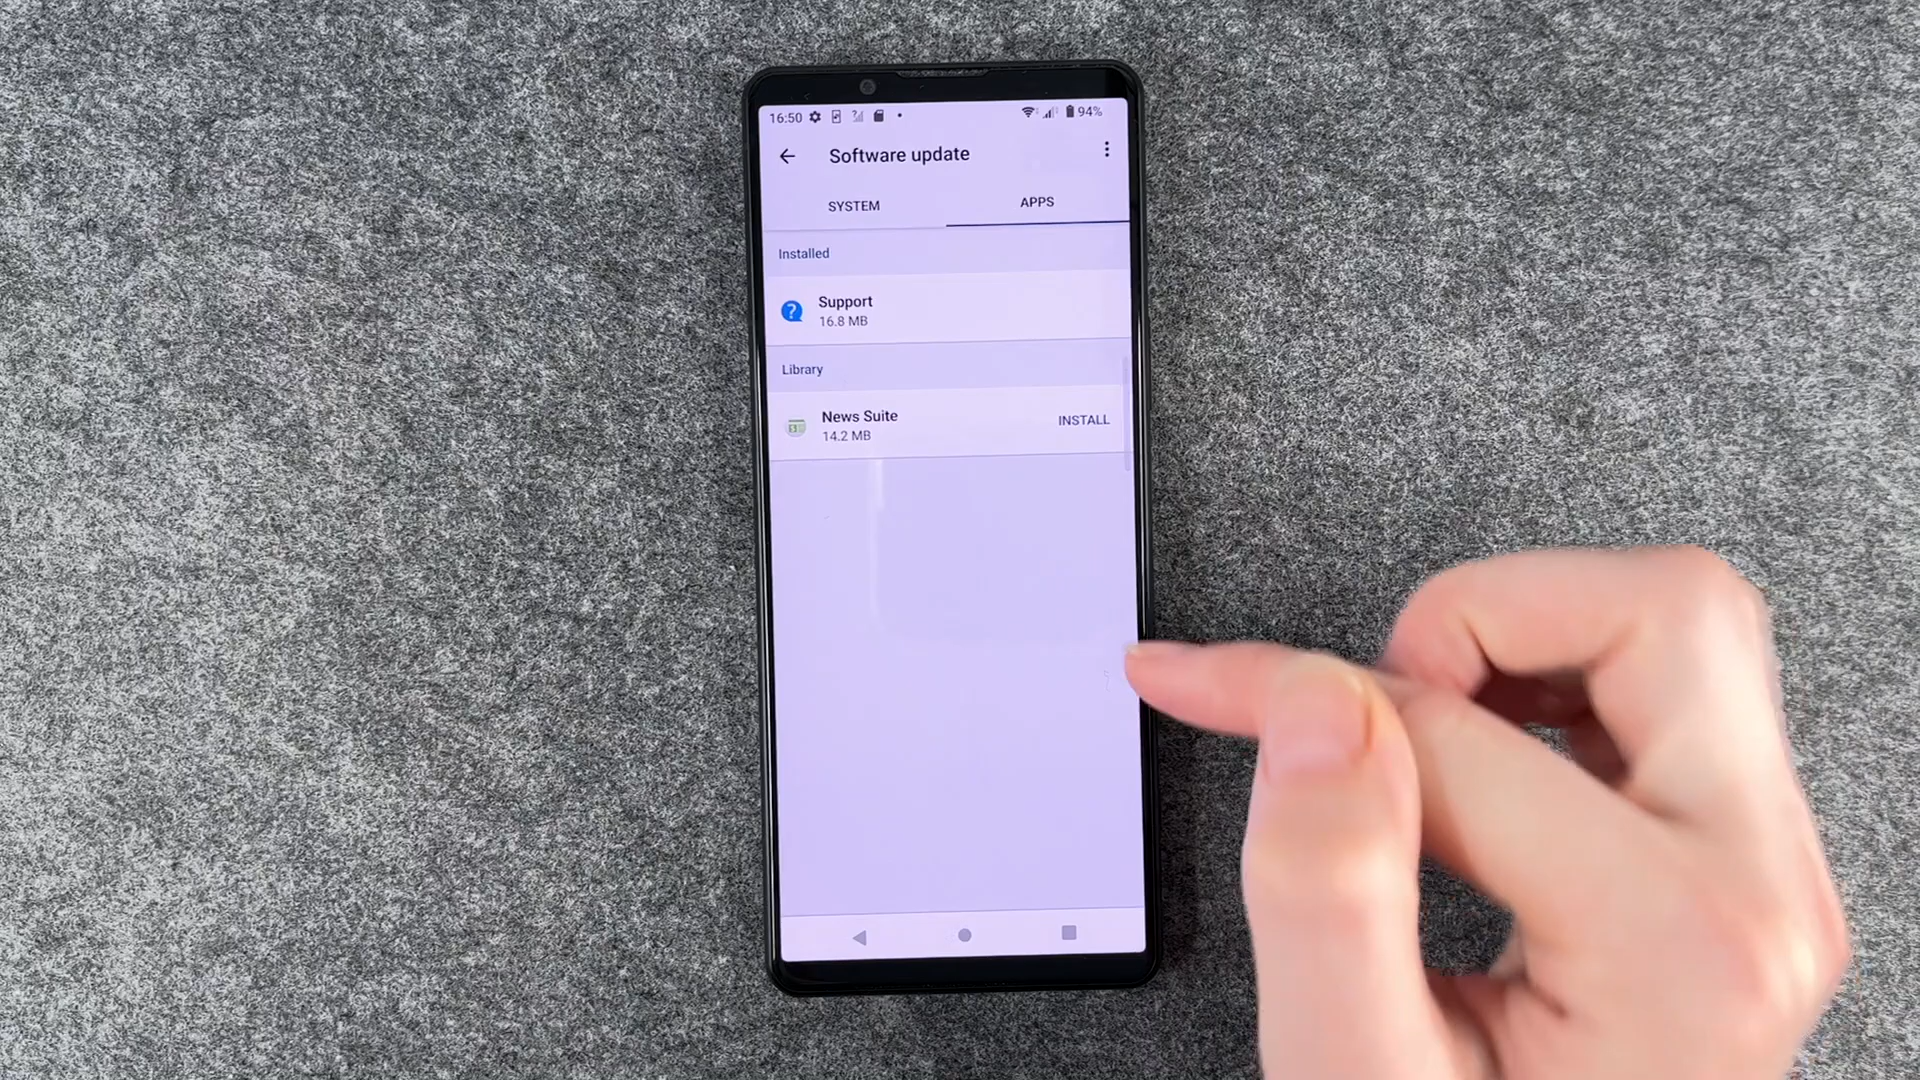 16:50 94%
Software update
SYSTEM APPS
Installed
Support
16.8 MB
Library
News Suite
14.2 MB
INSTALL